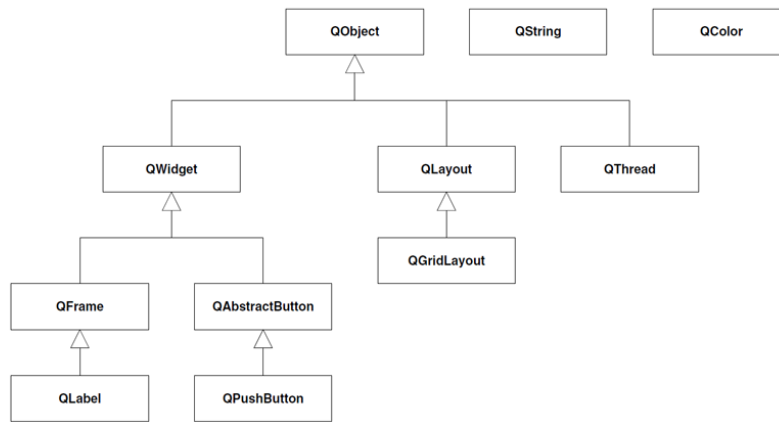 QObject
QString
QColor
QWidget
QLayout
QThread
QGridLayout
QFrame
QAbstractButton
QLabel
QPushButton